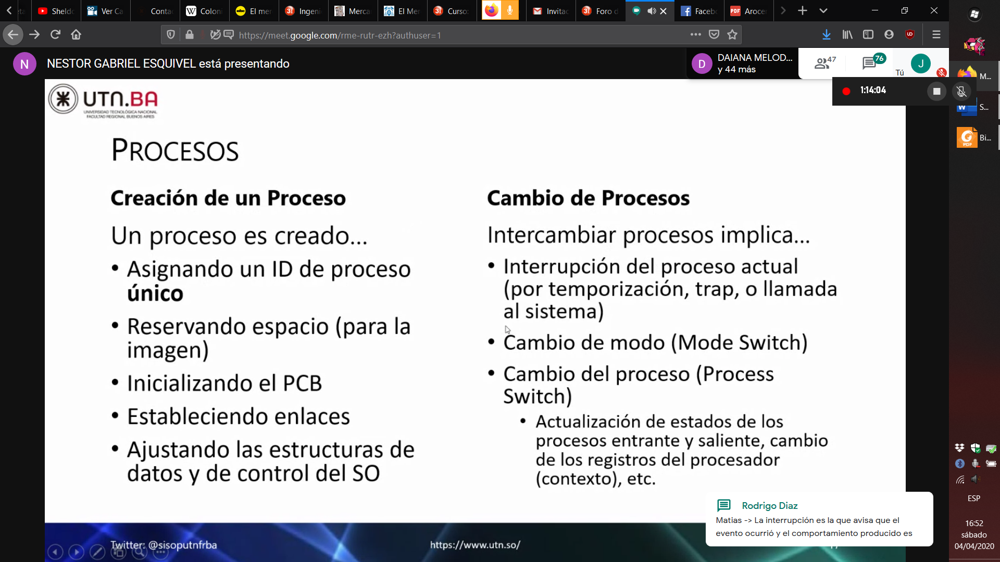 Sheldo
Ver Ca
Contac
Coloni
El mer
Ingeni
Merca
El Mer
Curso:
Invitac
Foro d
Facebo
Arocer
https://meet.google.com/rme-rutr-ezh?authuser=1
N
NESTOR GABRIEL ESQUIVEL está presentando
D
DAIANA MELOD...
y 44 más
47
76
Tú
J
1:14:04
M...
S...
Bi...
UTN.BA
UNIVERSIDAD TECNOLÓGICA NACIONAL
FACULTAD REGIONAL BUENOS AIRES
PROCESOS
Creación de un Proceso
Un proceso es creado...
• Asignando un ID de proceso
único
• Reservando espacio (para la
imagen)
• Inicializando el PCB
• Estableciendo enlaces
• Ajustando las estructuras de
datos y de control del SO
Cambio de Procesos
Intercambiar procesos implica...
• Interrupción del proceso actual
(por temporización, trap, o llamada
al sistema)
• Cambio de modo (Mode Switch)
• Cambio del proceso (Process
Switch)
• Actualización de estados de los
procesos entrante y saliente, cambio
de los registros del procesador
(contexto), etc.
Twitter: @sisoputnfrba
https://www.utn.so/
Rodrigo Diaz
Matias -> La interrupción es la que avisa que el
evento ocurrió y el comportamiento producido es
ESP
16:52
sábado
04/04/2020